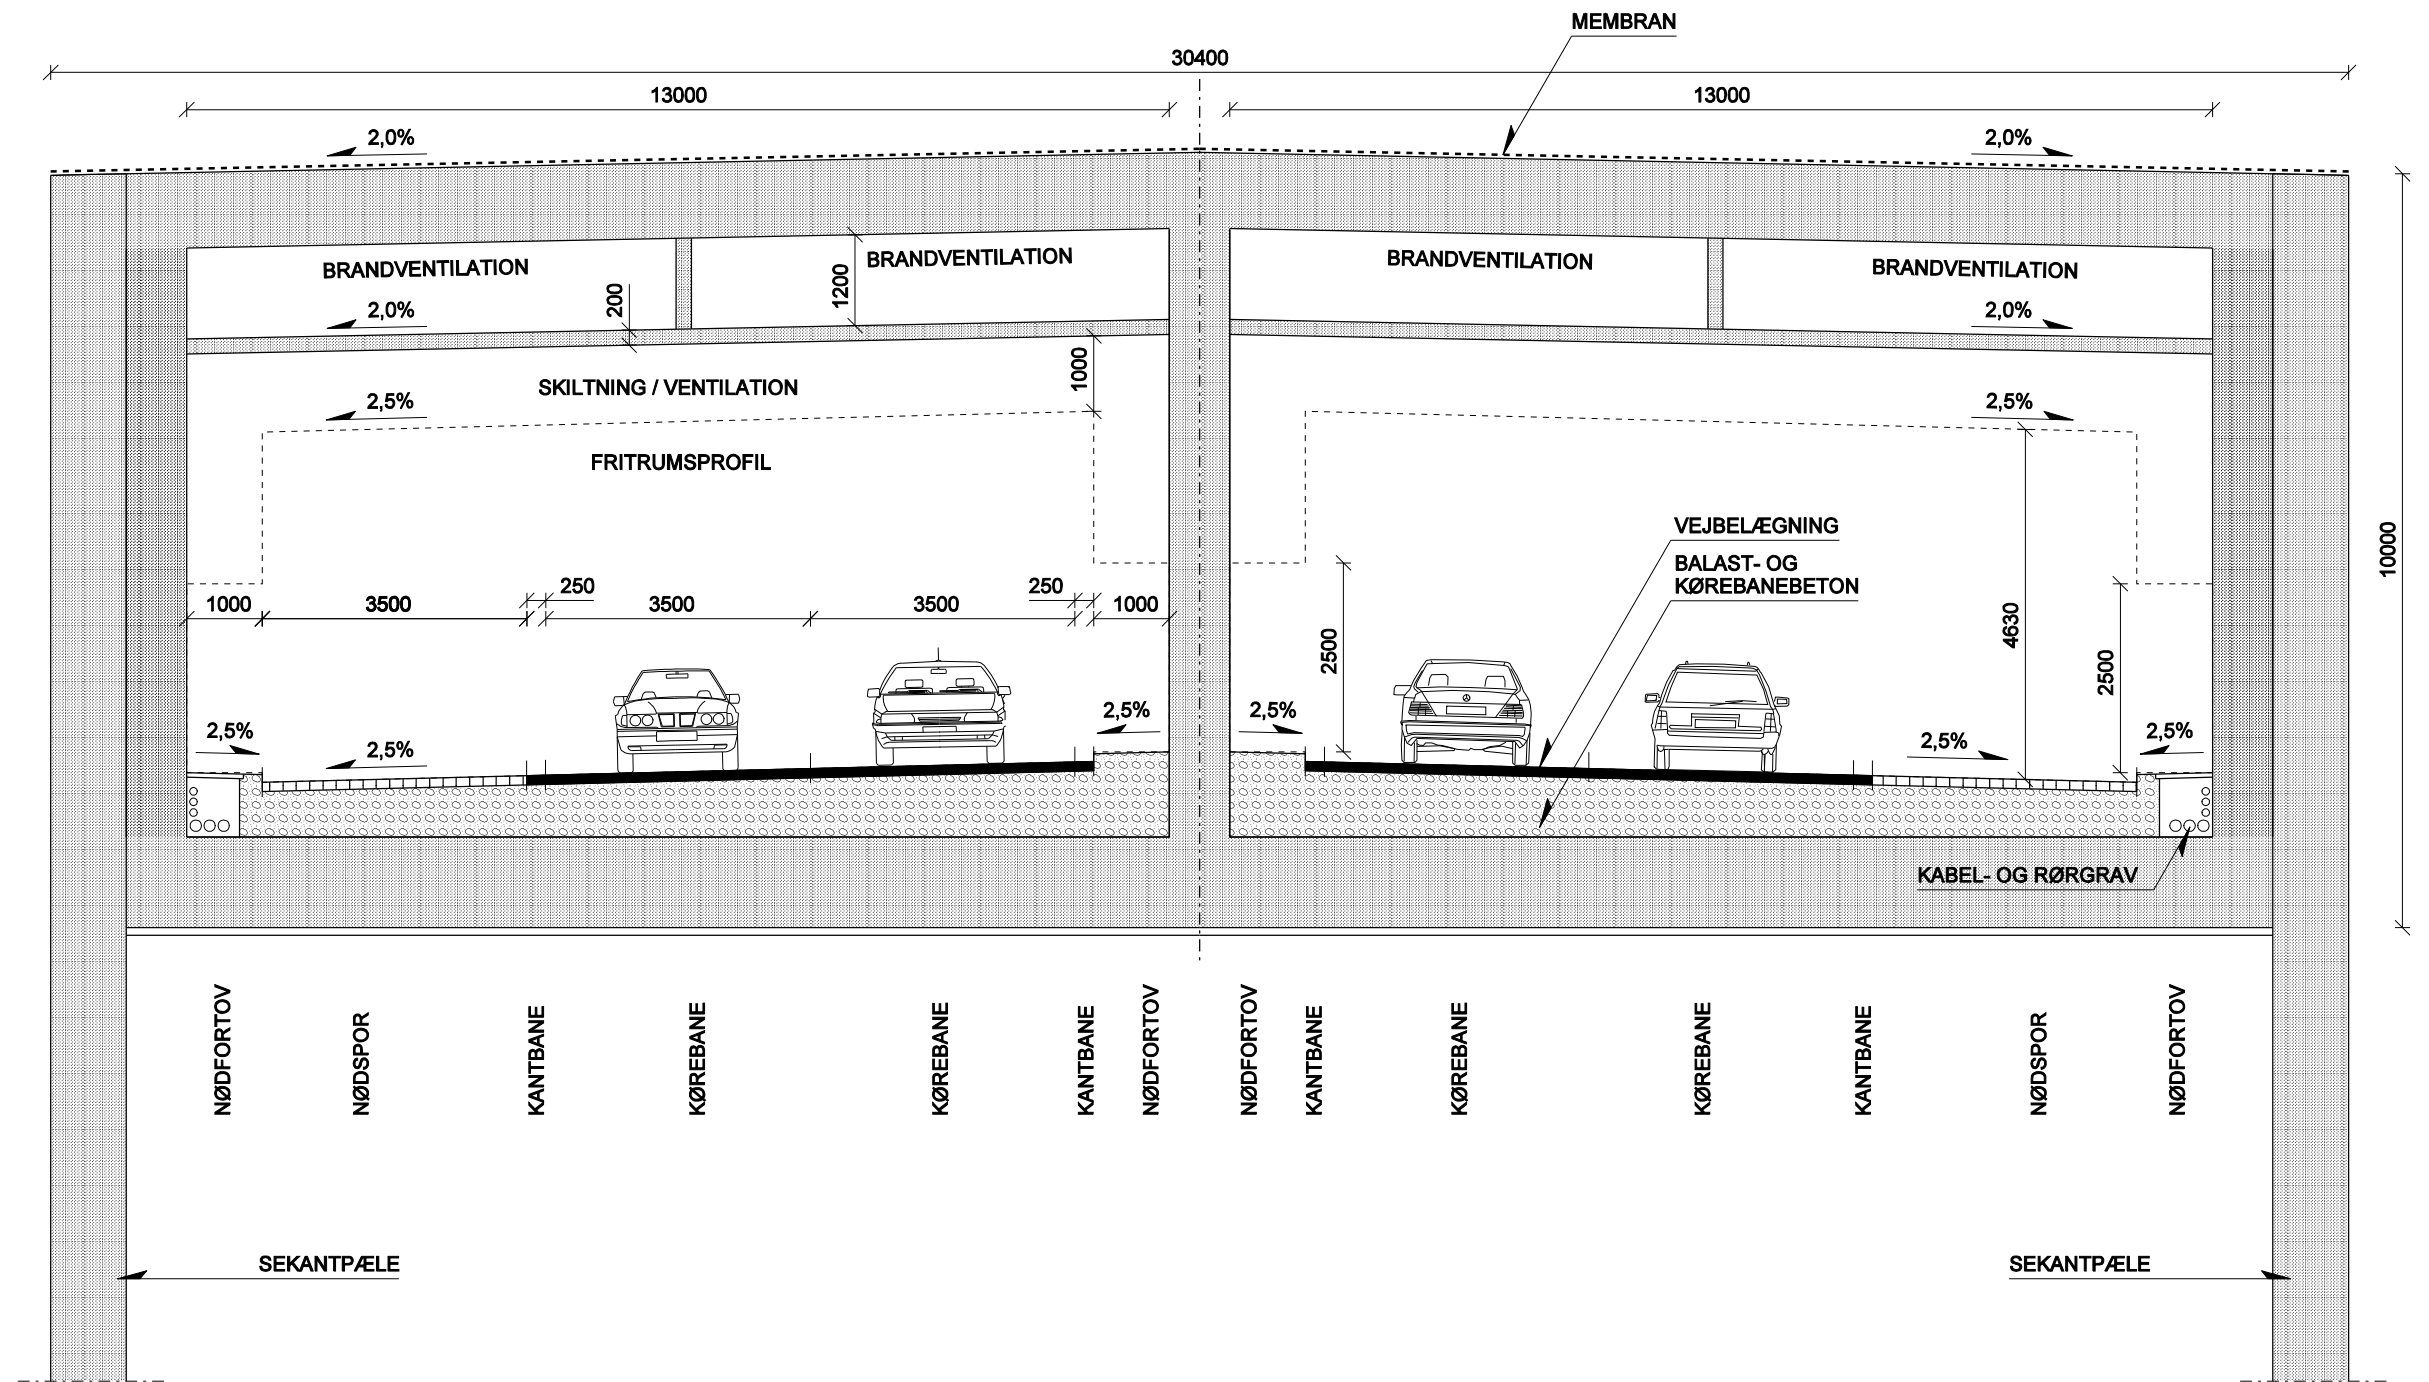 MEMBRAN
30400
13000
13000
2,0%
2,0%
BRANDVENTILATION
BRANDVENTILATION
BRANDVENTILATION
BRANDVENTILATION
1200
200
2,0%
2,0%
1000
SKILTNING / VENTILATION
2,5%
2,5%
FRITRUMSPROFIL
VEJBELÆGNING
BALAST- OG
KØREBANEBETON
10000
250
250
1000
3500
3500
3500
1000
2500
4630
2500
2,5%
2,5%
2,5%
2,5%
2,5%
2,5%
KABEL- OG RØRGRAV
NØDFORTOV
NØDSPOR
KANTBANE
KØREBANE
KØREBANE
KANTBANE
NØDFORTOV
NØDFORTOV
KANTBANE
KØREBANE
KØREBANE
KANTBANE
NØDSPOR
NØDFORTOV
SEKANTPÆLE
SEKANTPÆLE